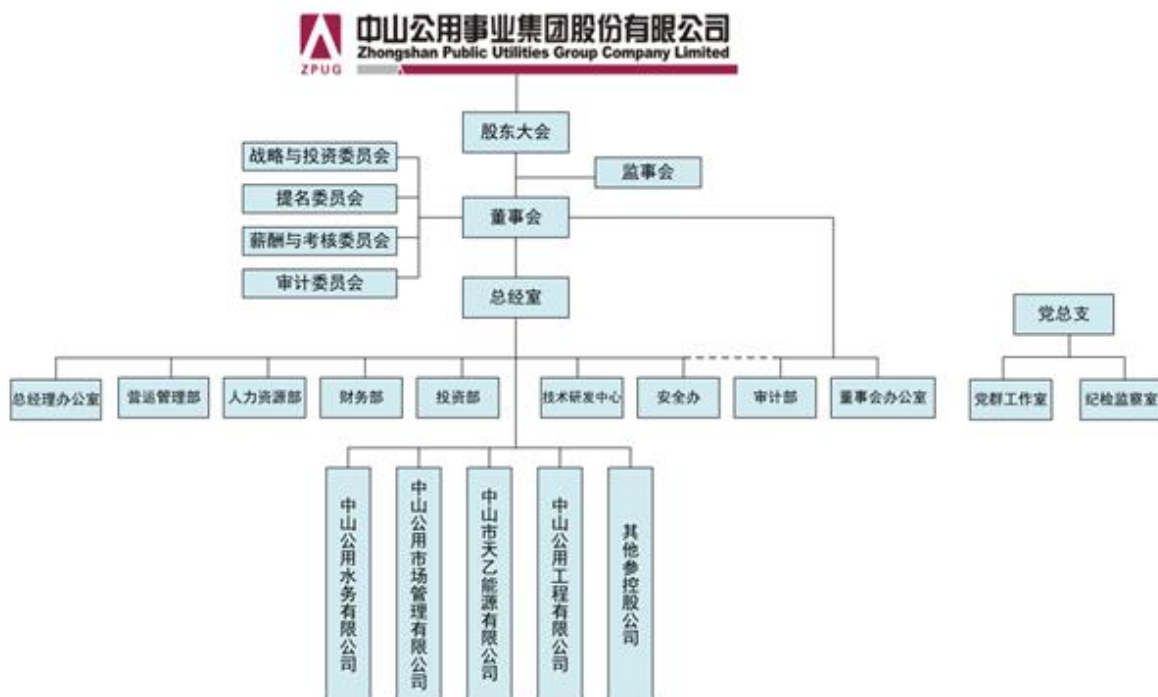 中山公用事业集团股份有限公司
Zhongshan Public Utilities Group Company Limited
ZPUG
股东大会
战略与投资委员会
监事会
提名委员会
董事会
薪酬与考核委员会
审计委员会
总经室
党总支
总经理办公室
营运管理部
人力资源部
财务部
投资部
技术研发中心
安全办
审计部
董事会办公室
党群工作室
纪检监察室
中山公用水务有限公司
中山公用市场管理有限公司
中山市天乙能源有限公司
中山公用工程有限公司
其他参控股公司